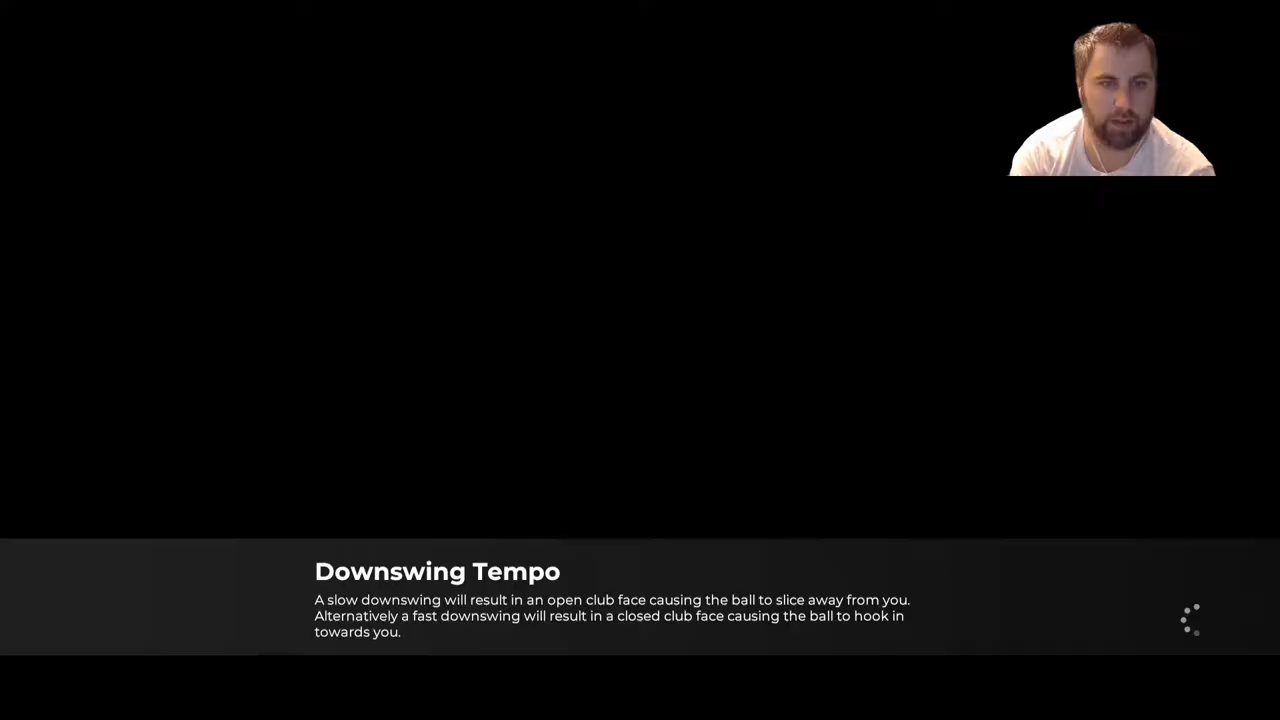 Downswing Tempo
A slow downswing will result in an open club face causing the ball to slice away from you.
Alternatively a fast downswing will result in a closed club face causing the ball to hook in
towards you.